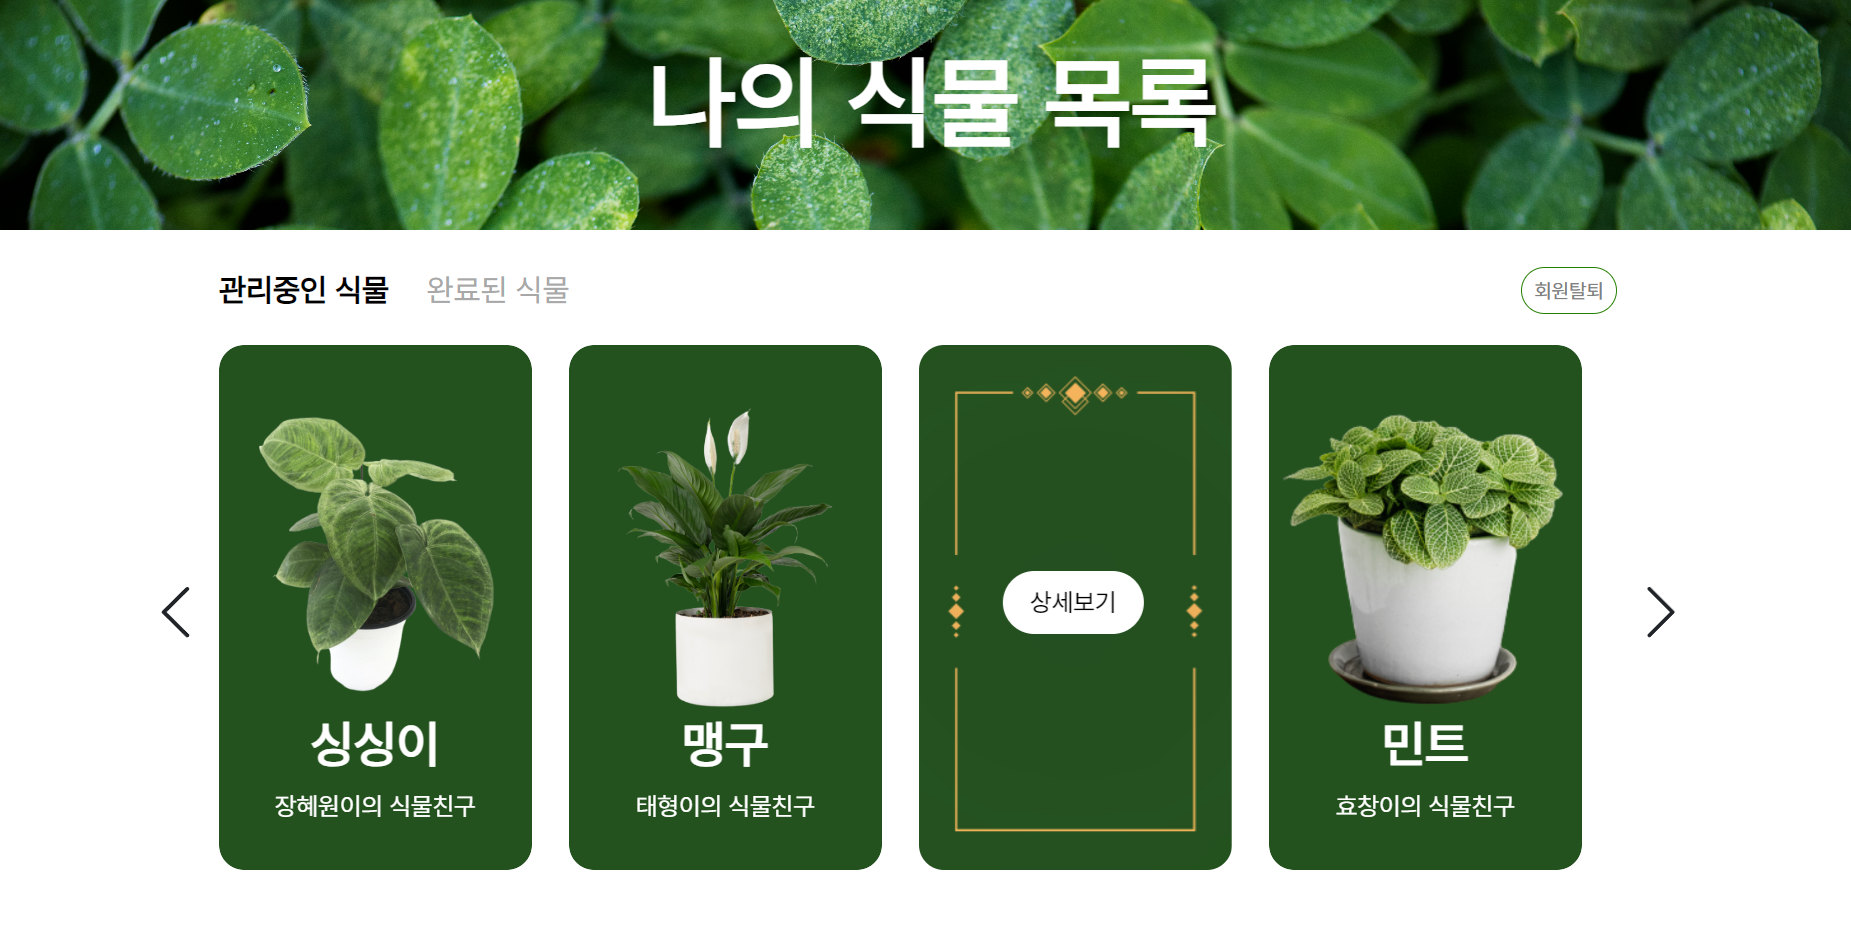 나의 식물 목록
관리중인 식물
완료된 식물
회원탈퇴
싱싱이
장혜원이의 식물친구
맹구
태형이의 식물친구
상세보기
민트
효창이의 식물친구